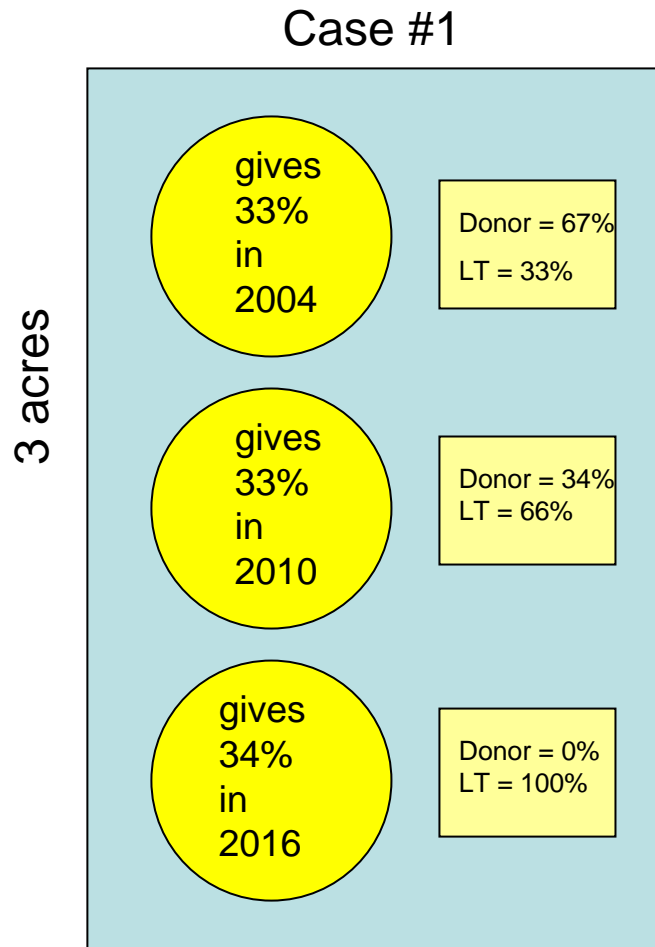 Case #1
3 acres
gives
33%
in
2004
Donor = 67%
LT = 33%
gives
33%
in
2010
Donor = 34%
LT = 66%
gives
34%
in
2016
Donor = 0%
LT = 100%